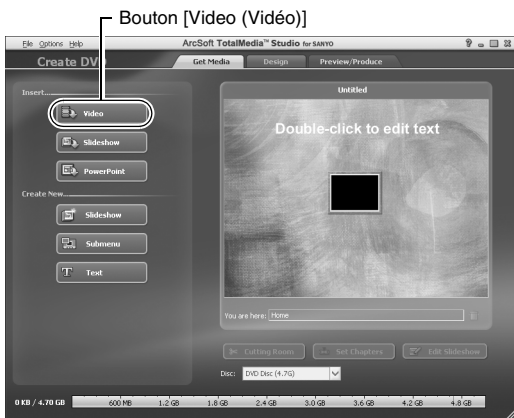 Bouton [Video (Vidéo)]
File Options Help
ArcSoft TotalMedia™ Studio for SANYO
Create DVD
Get Media
Design
Preview/Produce
Insert...
Video
Slideshow
PowerPoint
Create New...
Slideshow
Submenu
Text
Untitled
Double-click to edit text
You are here: Home
Cutting Room
Set Chapters
Edit Slideshow
Disc: DVD Disc (4.7G)
0 KB / 4.70 GB
600 MB 1.2 GB 1.8 GB 2.4 GB 3.0 GB 3.6 GB 4.2 GB 4.8 GB